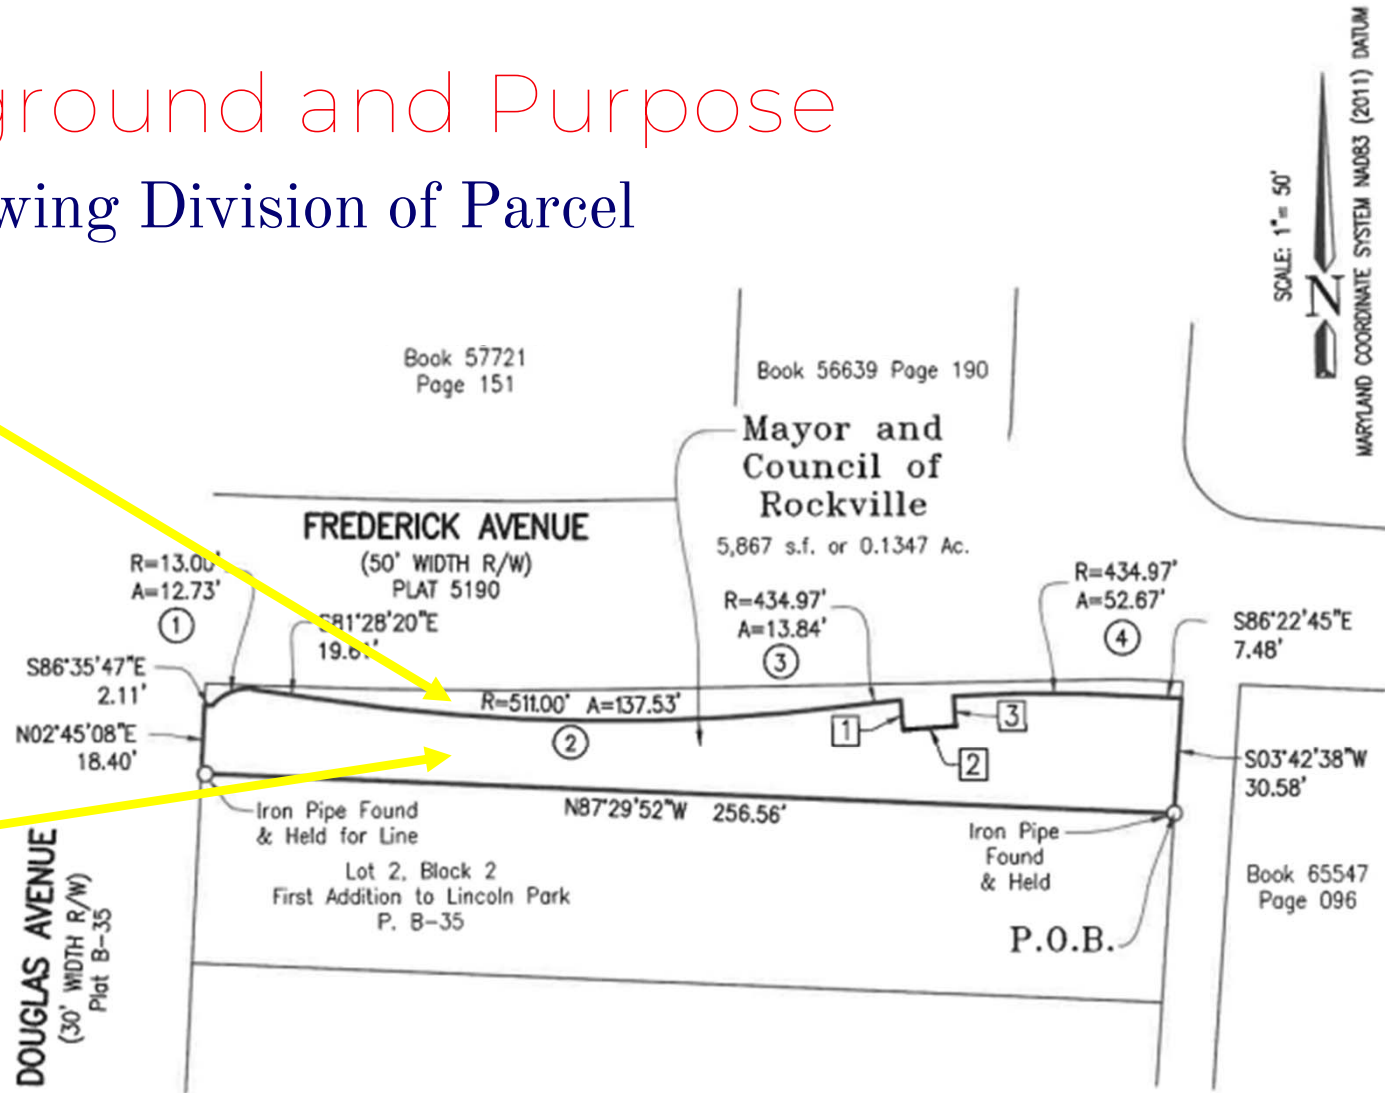 ground and Purpose
wing Division of Parcel
SCALE: 1"= 50'
N
MARYLAND COORDINATE SYSTEM NAD83 (2011) DATUM
Book 57721
Page 151
Book 56639 Page 190
Mayor and
Council of
Rockville
5,867 s.f. or 0.1347 Ac.
FREDERICK AVENUE
(50' WIDTH R/W)
PLAT 5190
R=13.00'
A=12.73'
1
S81°28'20"E
19.61'
R=434.97'
A=13.84'
3
R=434.97'
A=52.67'
4
S86°22'45"E
7.48'
S86°35'47"E
2.11'
N02°45'08"E
18.40'
R=511.00' A=137.53'
2
1
2
3
S03°42'38"W
30.58'
N87°29'52"W 256.56'
Iron Pipe Found
& Held for Line
Iron Pipe
Found
& Held
Lot 2, Block 2
First Addition to Lincoln Park
P. B-35
P.O.B.
Book 65547
Page 096
DOUGLAS AVENUE
(30' WIDTH R/W)
Plat B-35